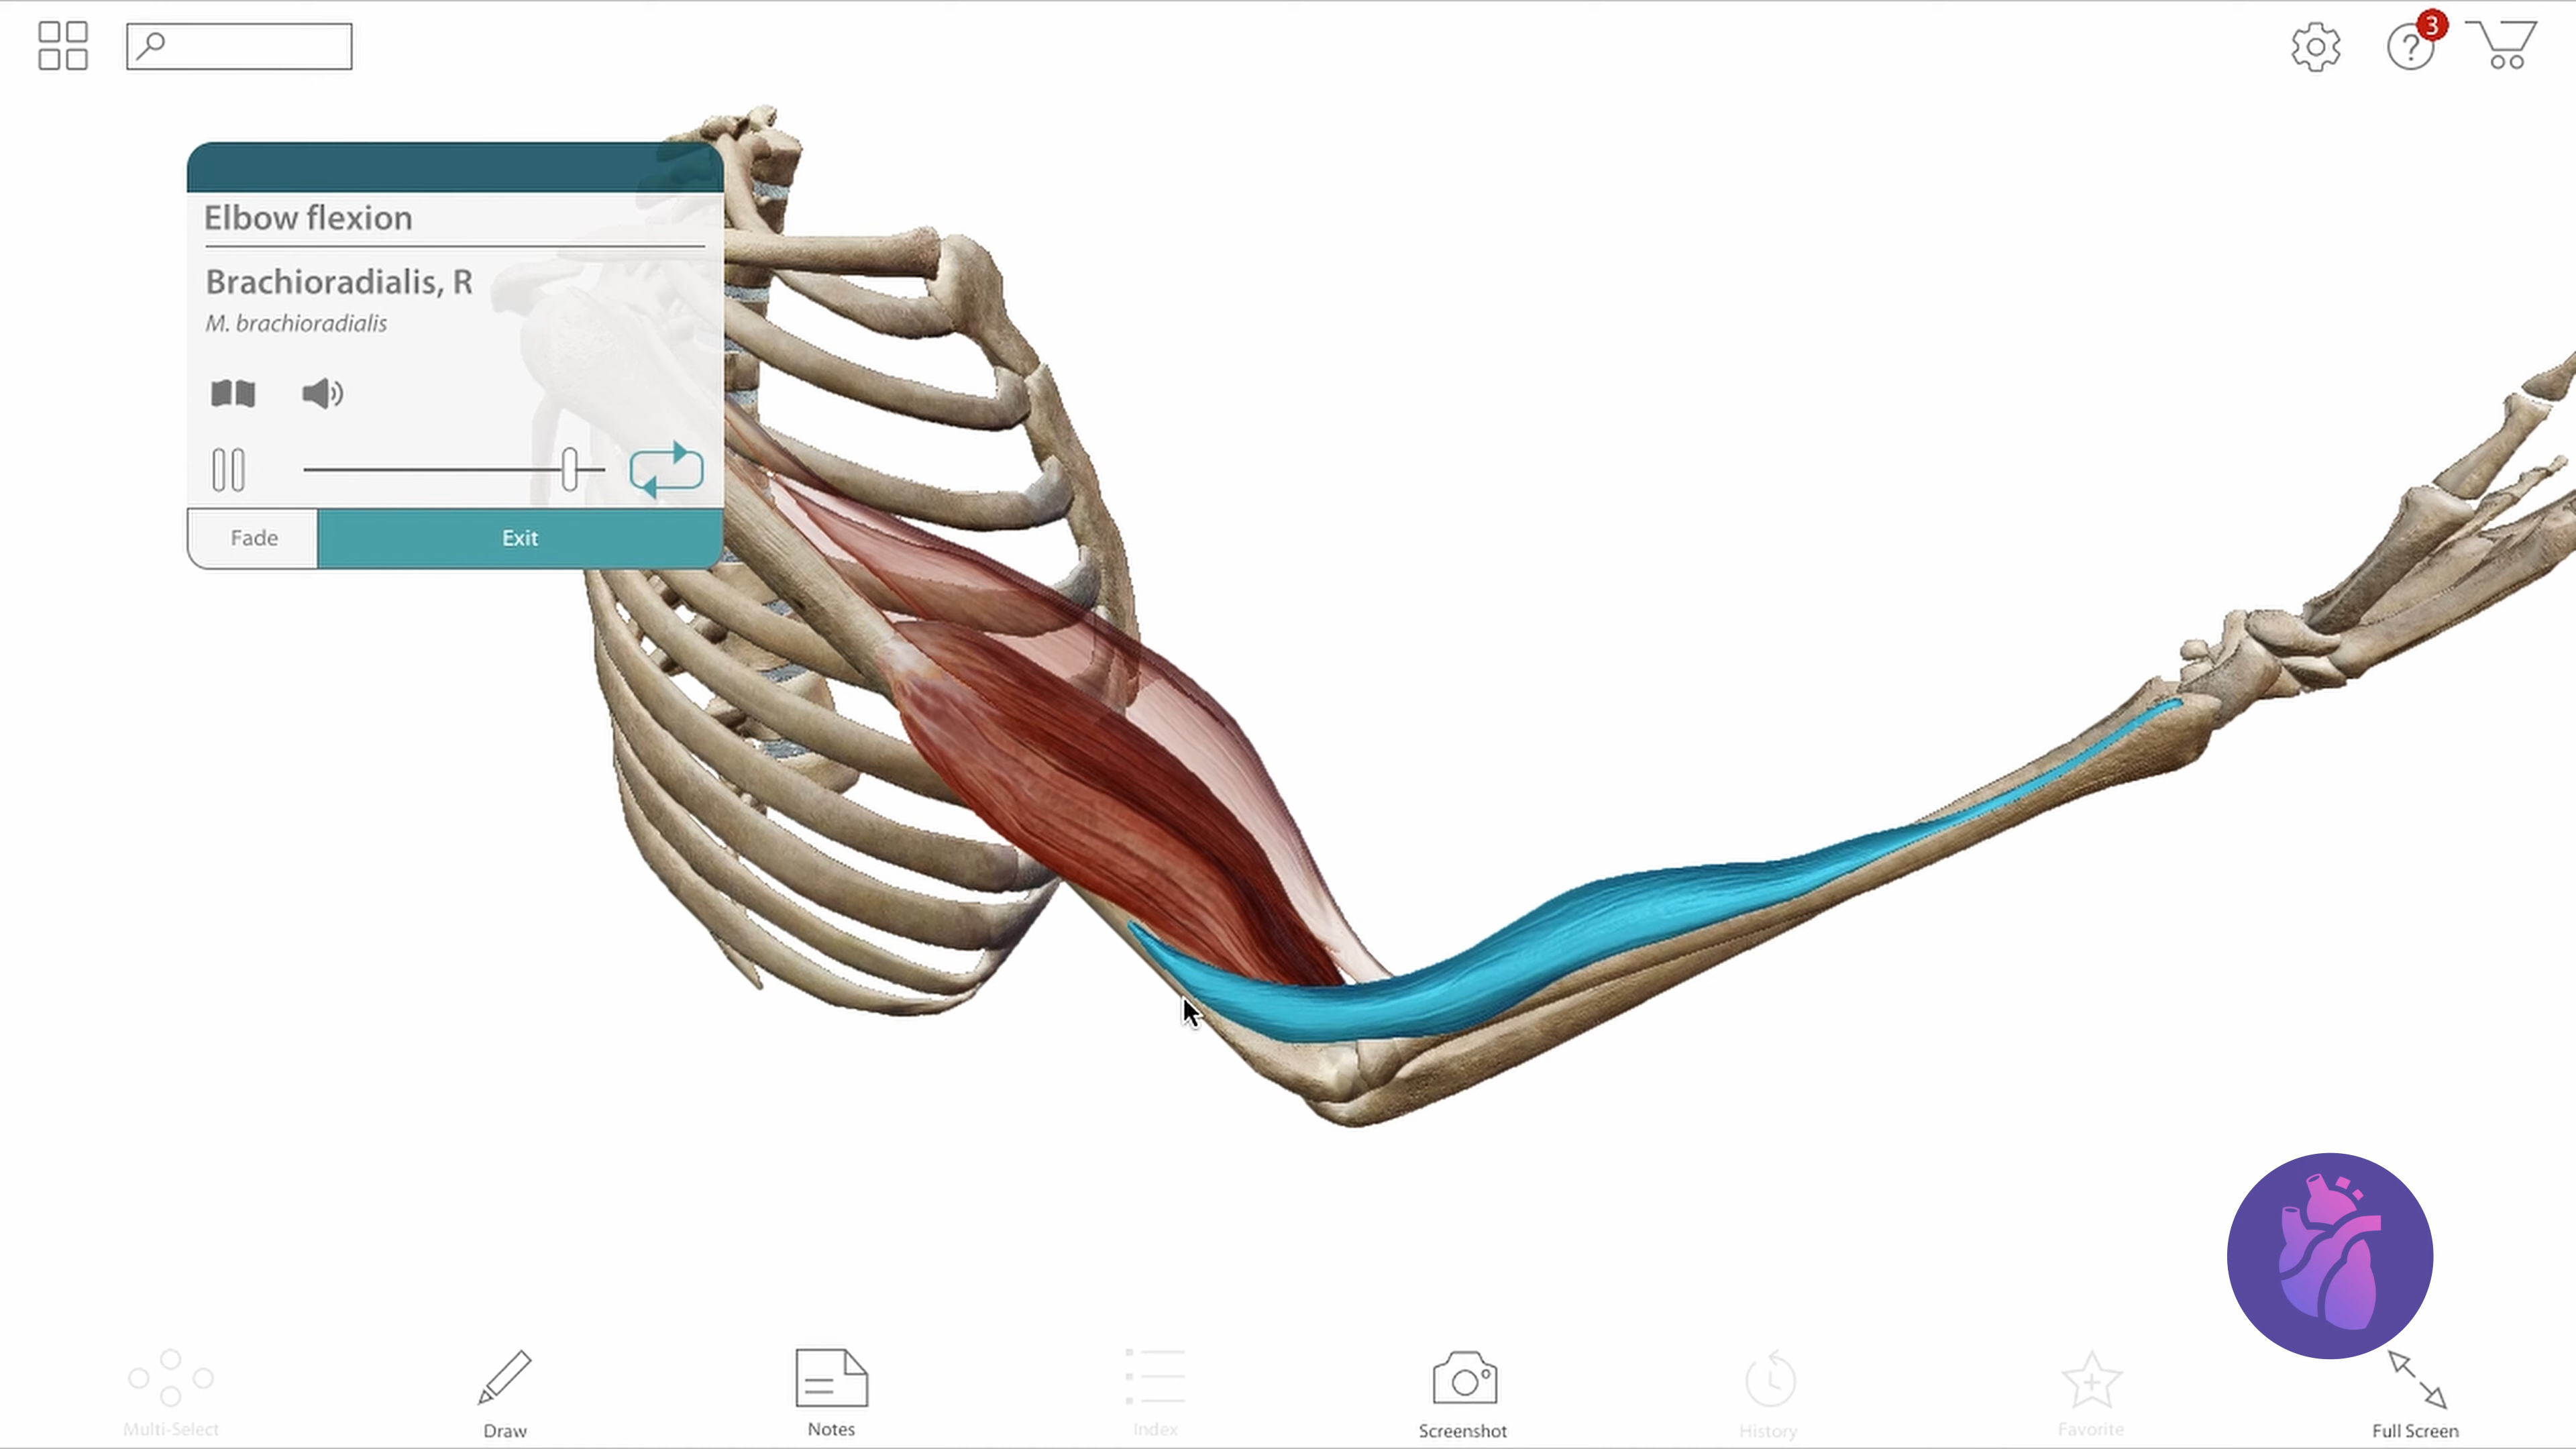 3
Elbow flexion
Brachioradialis, R
M. brachioradialis
Fade
Exit
Multi-Select
Draw
Notes
Index
Screenshot
History
Favorite
Full Screen